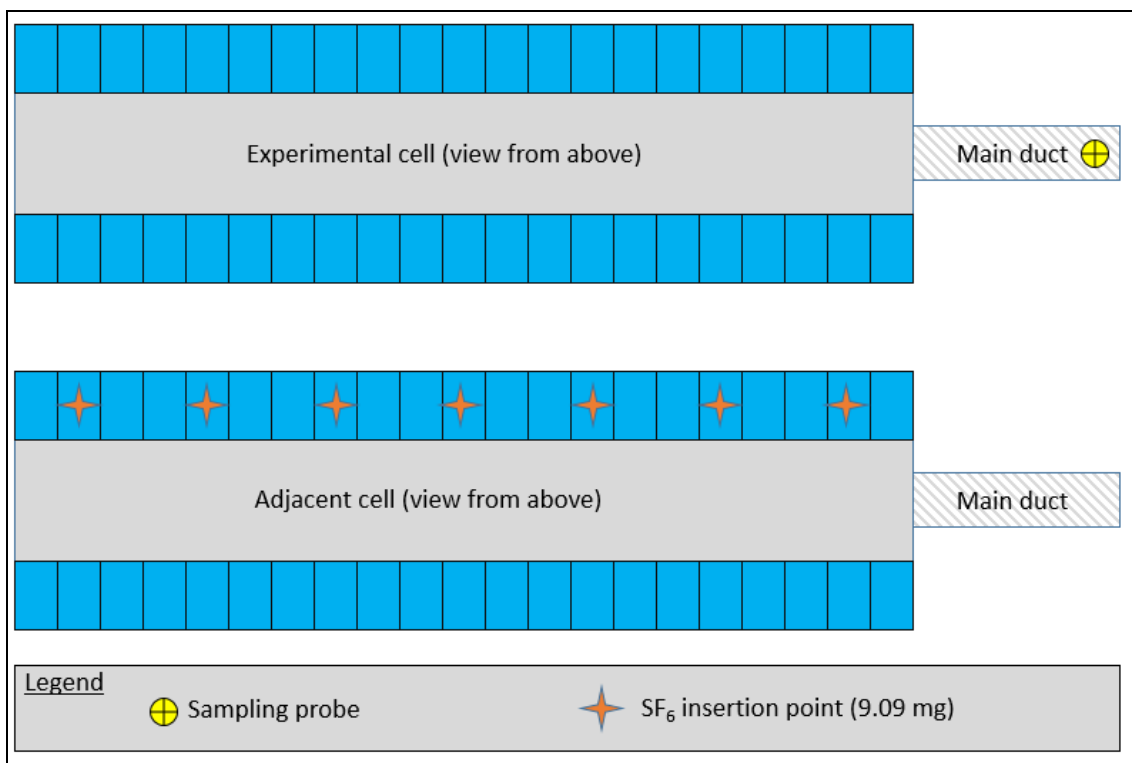 Experimental cell (view from above)
Main duct
Adjacent cell (view from above)
Main duct
Legend
Sampling probe
SF₆ insertion point (9.09 mg)